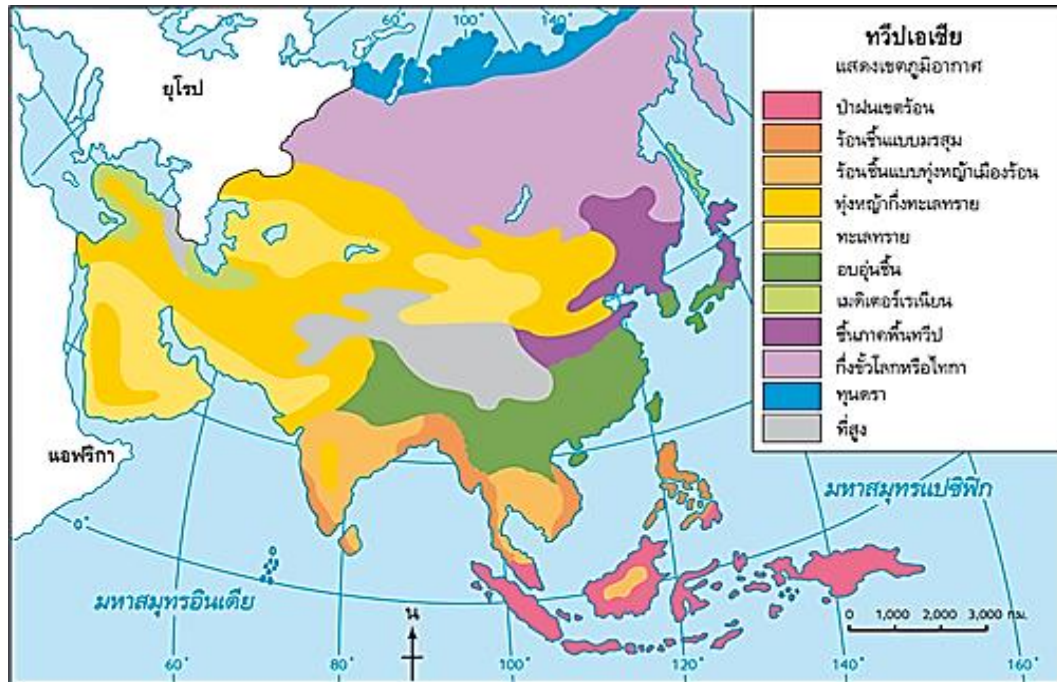 60
100
140
ทวีปเอเชีย
แสดงเขตภูมิอากาศ
ยุโรป
ป่าฝนเขตร้อน
ร้อนชื้นแบบมรสุม
ร้อนชื้นแบบทุ่งหญ้าเมืองร้อน
ทุ่งหญ้ากึ่งทะเลทราย
ทะเลทราย
อบอุ่นชื้น
เมดิเตอร์เรเนียน
ชื้นภาคพื้นทวีป
กึ่งขั้วโลกหรือไทกา
ทุนดรา
ที่สูง
แอฟริกา
มหาสมุทรแปซิฟิก
0°
มหาสมุทรอินเดีย
น
0 1,000 2,000 3,000 กม.
60° 80° 100° 120° 140° 160°